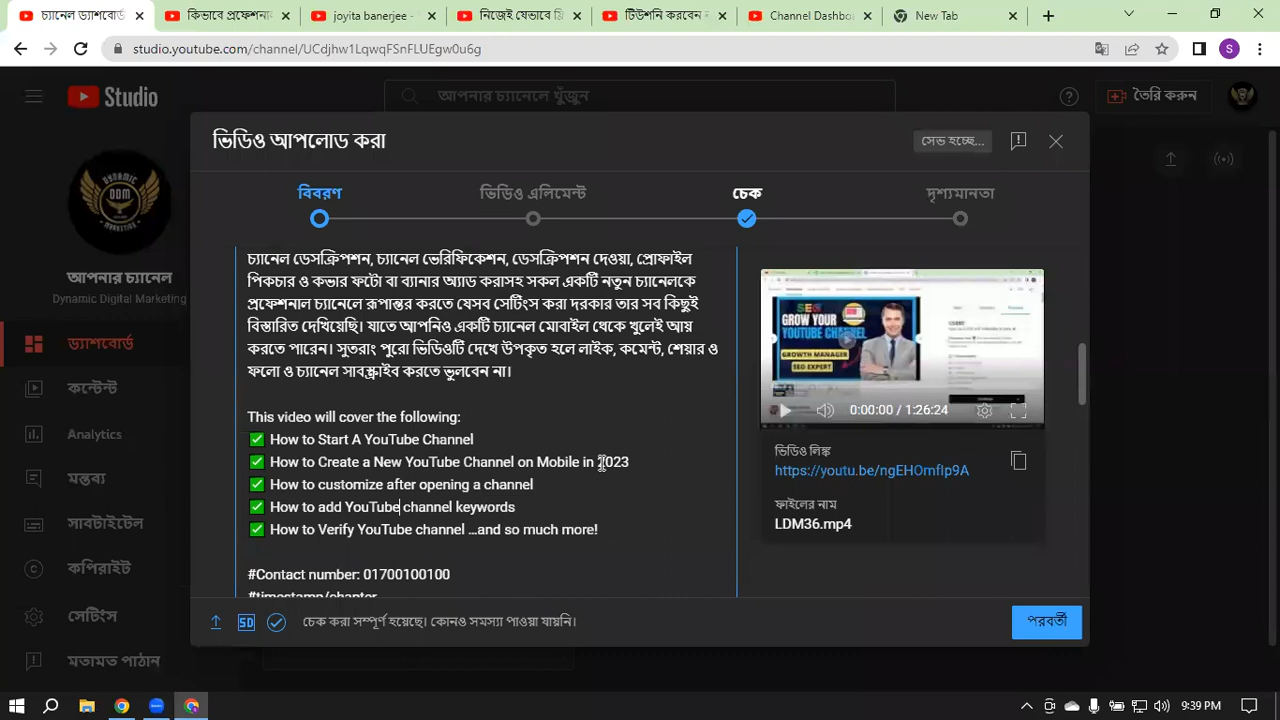 চ্যানেল ড্যাশবোর্ড
কিভাবে প্রফেশনা
joyita banerjee -
নিজেই যেভাবে
টিউশনি করবেন
Channel Dashbo
New Tab
studio.youtube.com/channel/UCdjhw1LqwqFSnFLUEgw0u6g
S
Studio
আপনার চ্যানেলে খুঁজুন
তৈরি করুন
ভিডিও আপলোড করা
সেভ হচ্ছে...
বিবরণ
ভিডিও এলিমেন্ট
চেক
দৃশ্যমানতা
DYNAMIC
DDM
MARKETING
আপনার চ্যানেল
Dynamic Digital Marketing
ড্যাশবোর্ড
কন্টেন্ট
Analytics
মন্তব্য
সাবটাইটেল
কপিরাইট
সেটিংস
মতামত পাঠান
চ্যানেল ডেসক্রিপশন, চ্যানেল ভেরিফিকেশন, ডেসক্রিপশন দেওয়া, প্রোফাইল
পিকচার ও কভার ফটো বা ব্যানার অ্যাড করাসহ সকল একটি নতুন চ্যানেলকে
প্রফেশনাল চ্যানেলে রূপান্তর করতে যেসব সেটিংস করা দরকার তার সব কিছুই
বিস্তারিত দেখিয়েছি। যাতে আপনিও একটি চ্যানেল মোবাইল থেকে খুলেই আয়
করতে পারেন। সুতরাং পুরো ভিডিওটি দেখে উপকৃত হলে লাইক, কমেন্ট, শেয়ার ও
ফলো ও চ্যানেল সাবস্ক্রাইব করতে ভুলবেন না।
This video will cover the following:
✅ How to Start A YouTube Channel
✅ How to Create a New YouTube Channel on Mobile in 2023
✅ How to customize after opening a channel
✅ How to add YouTube channel keywords
✅ How to Verify YouTube channel ...and so much more!
#Contact number: 01700100100
#timestamp/chapter
SEO
GROW YOUR
YOUTUBE CHANNEL
GROWTH MANAGER
SEO EXPERT
0:00:00 / 1:26:24
ভিডিও লিঙ্ক
https://youtu.be/ngEHOmfIp9A
ফাইলের নাম
LDM36.mp4
SD
চেক করা সম্পূর্ণ হয়েছে। কোনও সমস্যা পাওয়া যায়নি।
পরবর্তী
9:39 PM